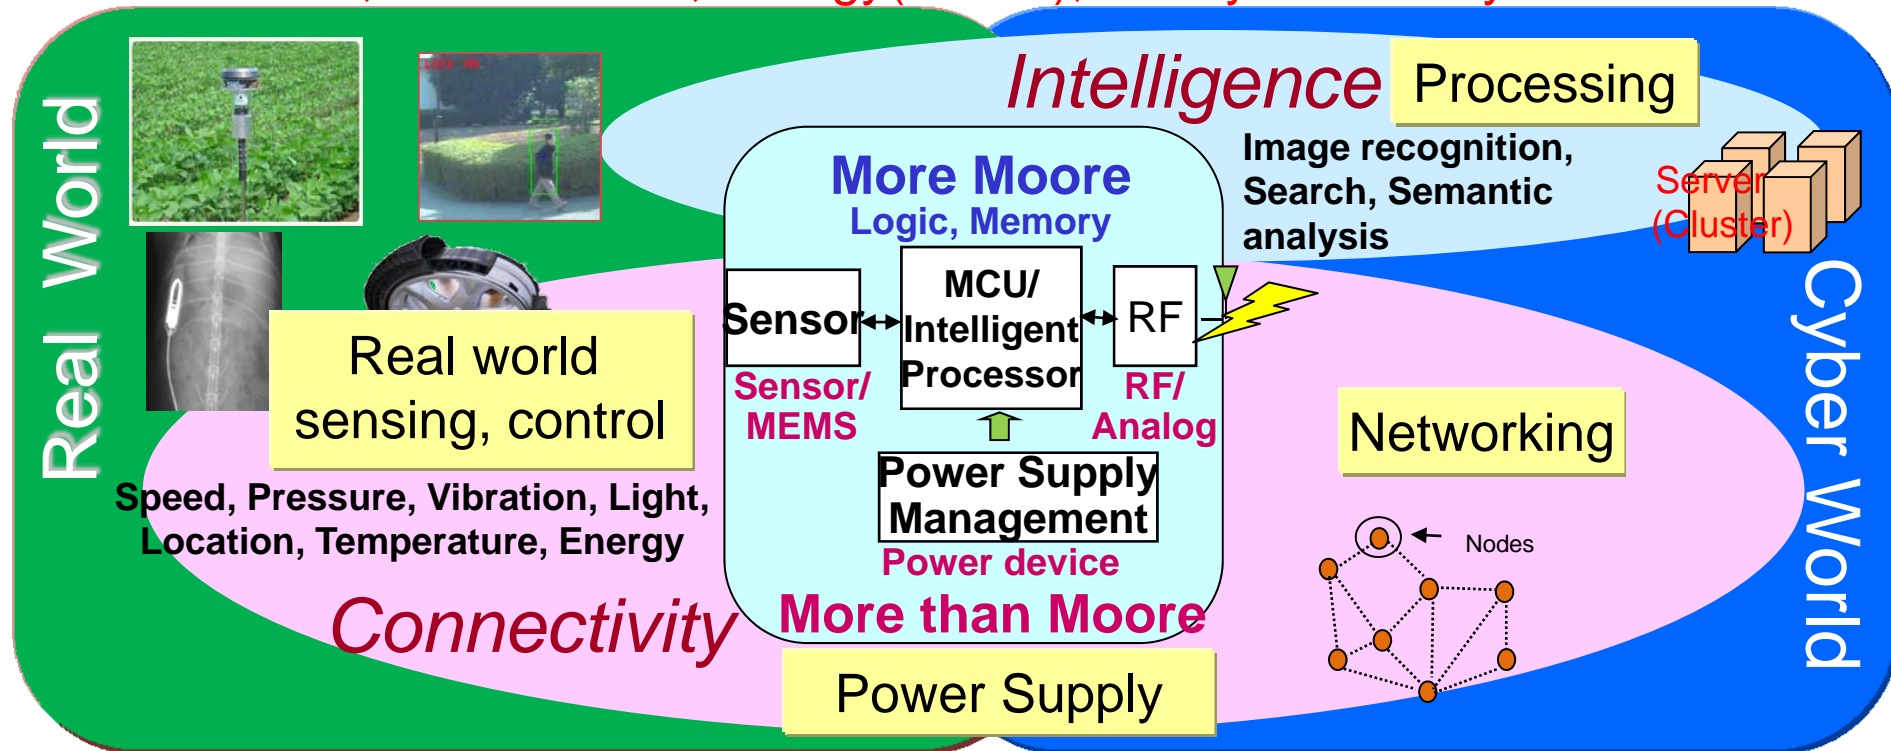 Intelligence
Processing
Real World
More Moore
Logic, Memory
Image recognition,
Search, Semantic
analysis
Server
(Cluster)
Sensor
MCU/
Intelligent
Processor
RF
Sensor/
MEMS
RF/
Analog
Real world
sensing, control
Networking
Cyber World
Power Supply
Management
Speed, Pressure, Vibration, Light,
Location, Temperature, Energy
Power device
Nodes
Connectivity
More than Moore
Power Supply